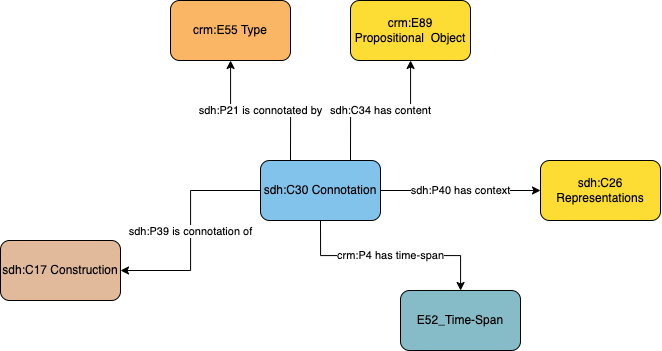 crm:E55 Type
crm:E89
Propositional Object
sdh:P21 is connotated by
sdh:C34 has content
sdh:C30 Connotation
sdh:P40 has context
sdh:C26
Representations
sdh:P39 is connotation of
crm:P4 has time-span
sdh:C17 Construction
E52_Time-Span